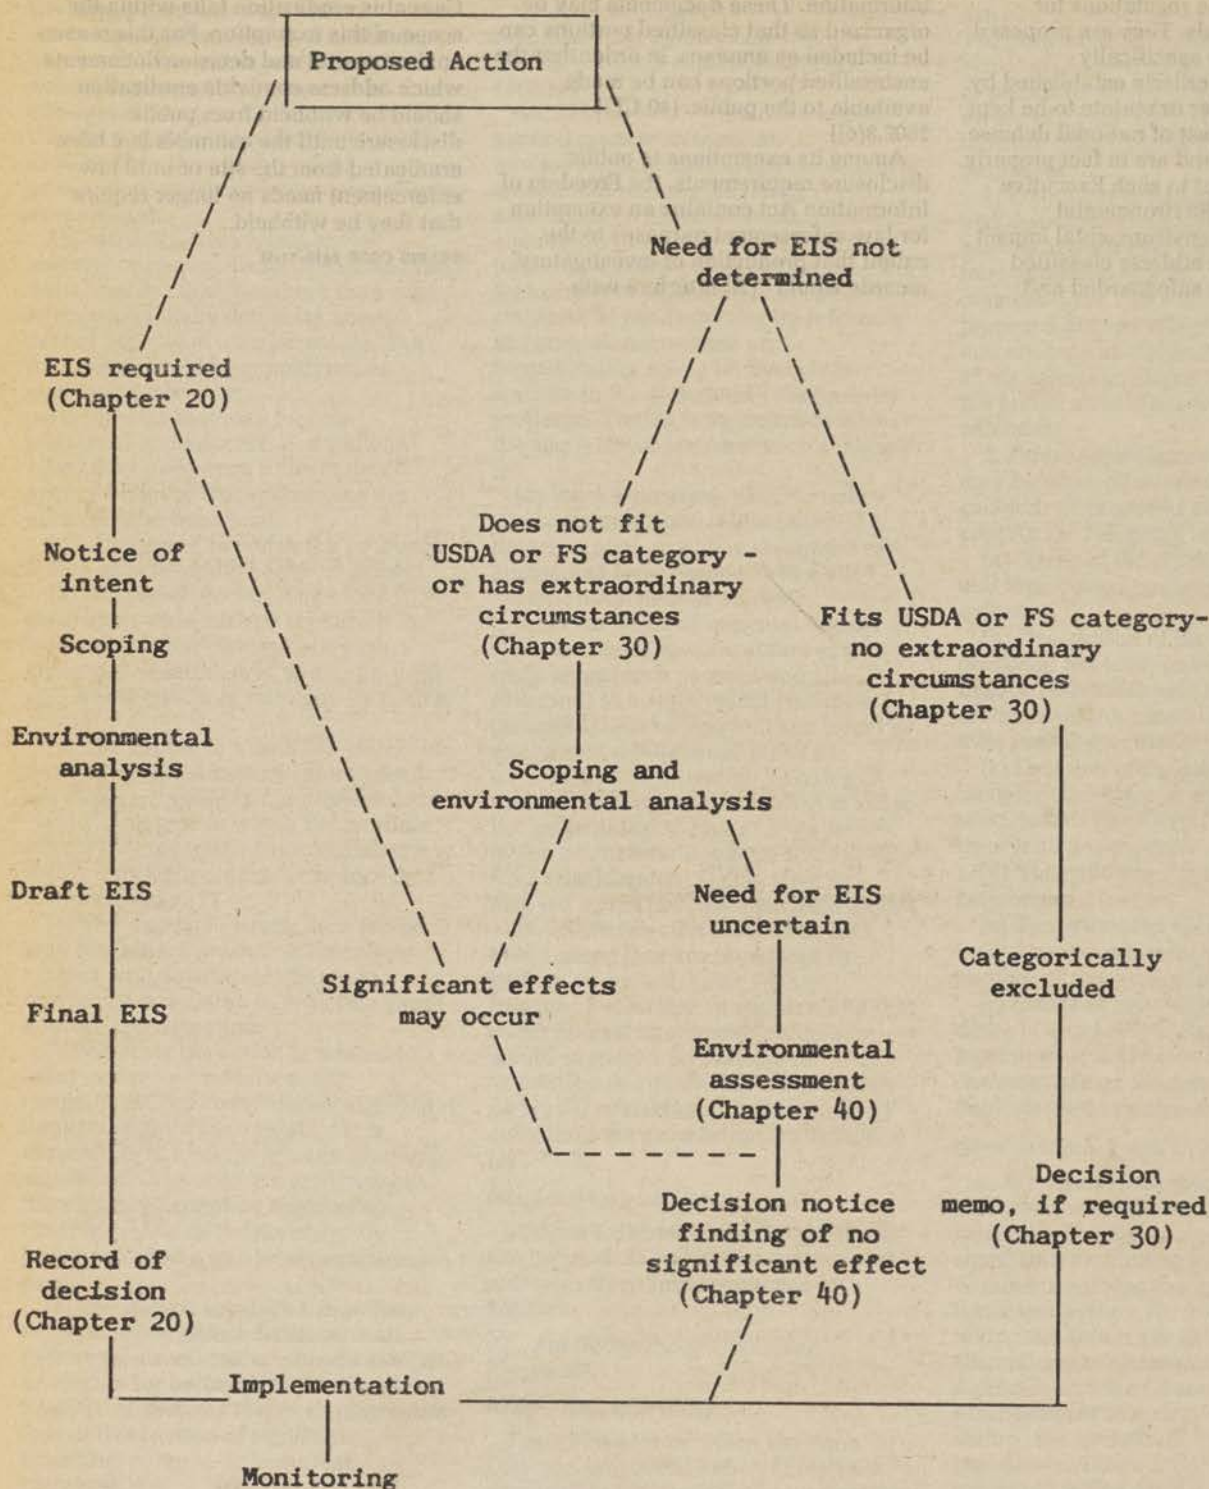 Proposed Action
Need for EIS not
determined
EIS required
(Chapter 20)
Does not fit
USDA or FS category -
or has extraordinary
circumstances
(Chapter 30)
Fits USDA or FS category-
no extraordinary
circumstances
(Chapter 30)
Notice of
intent
Scoping
Environmental
analysis
Scoping and
environmental analysis
Draft EIS
Need for EIS
uncertain
Final EIS
Significant effects
may occur
Categorically
excluded
Environmental
assessment
(Chapter 40)
Decision notice
finding of no
significant effect
(Chapter 40)
Decision
memo, if required
(Chapter 30)
Record of
decision
(Chapter 20)
Implementation
Monitoring